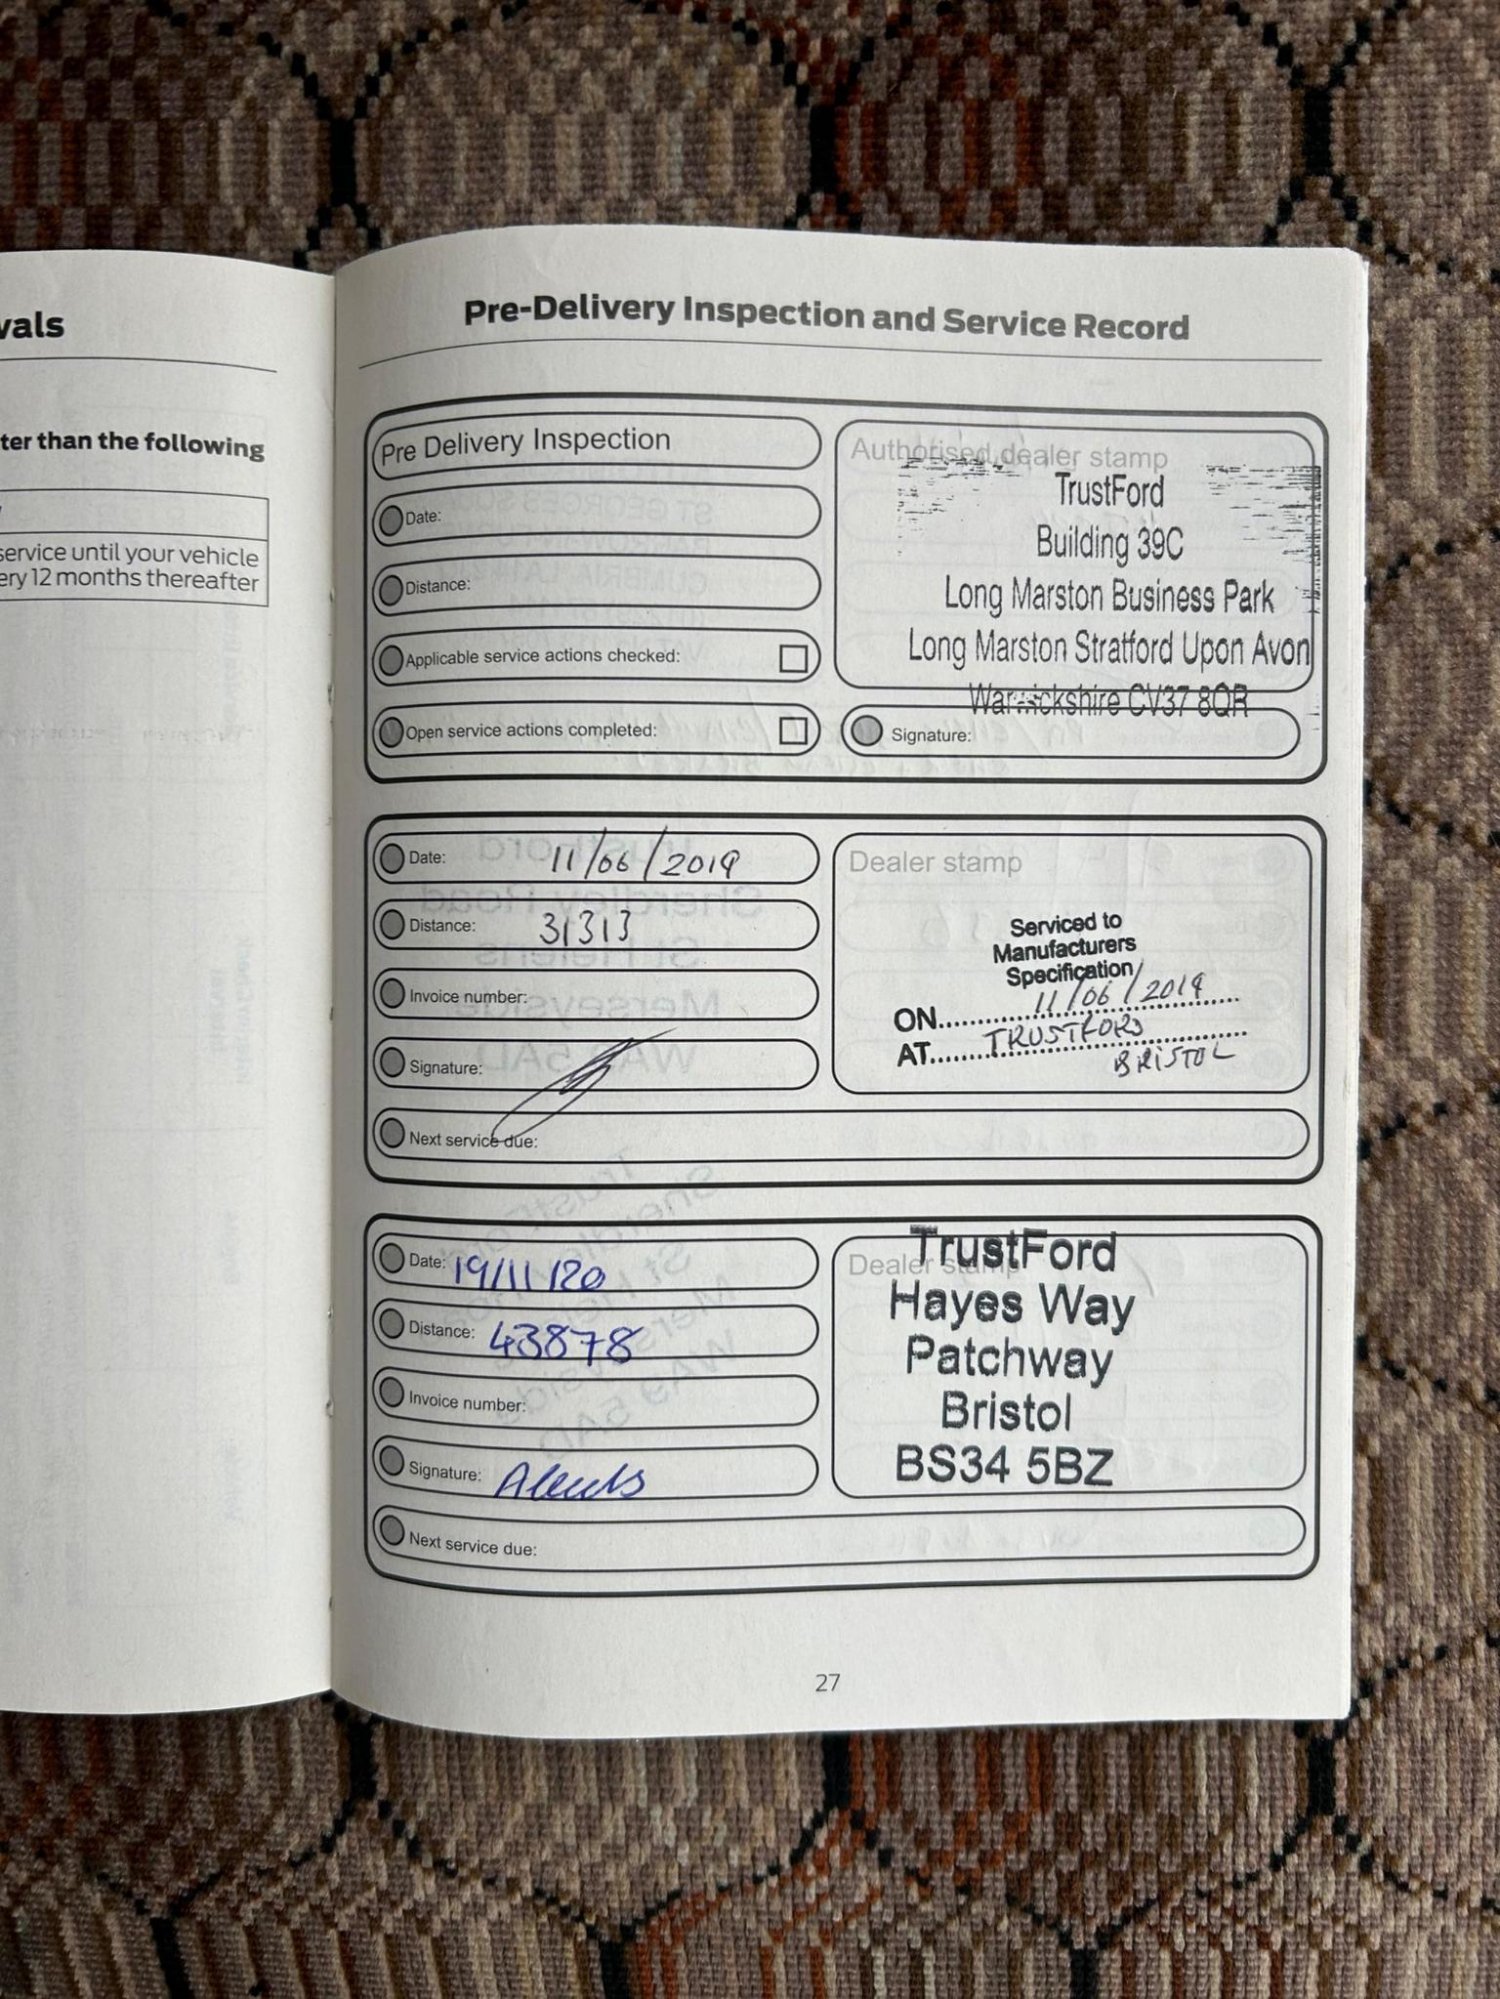 vals
ter than the following
service until your vehicle
ery 12 months thereafter
Pre-Delivery Inspection and Service Record
Pre Delivery Inspection
Date:
Distance:
Applicable service actions checked:
Open service actions completed:
Authorised dealer stamp
TrustFord
Building 39C
Long Marston Business Park
Long Marston Stratford Upon Avon
Warwickshire CV37 8QR
Signature:
Date: 11/06/2019
Distance: 31313
Invoice number:
Signature:
Next service due:
Dealer stamp
Serviced to
Manufacturers
Specification
ON 11/06/2019
AT TRUSTFORD
BRISTOL
Date: 19/11/20
Distance: 43878
Invoice number:
Signature:
Next service due:
Dealer stamp
TrustFord
Hayes Way
Patchway
Bristol
BS34 5BZ
27